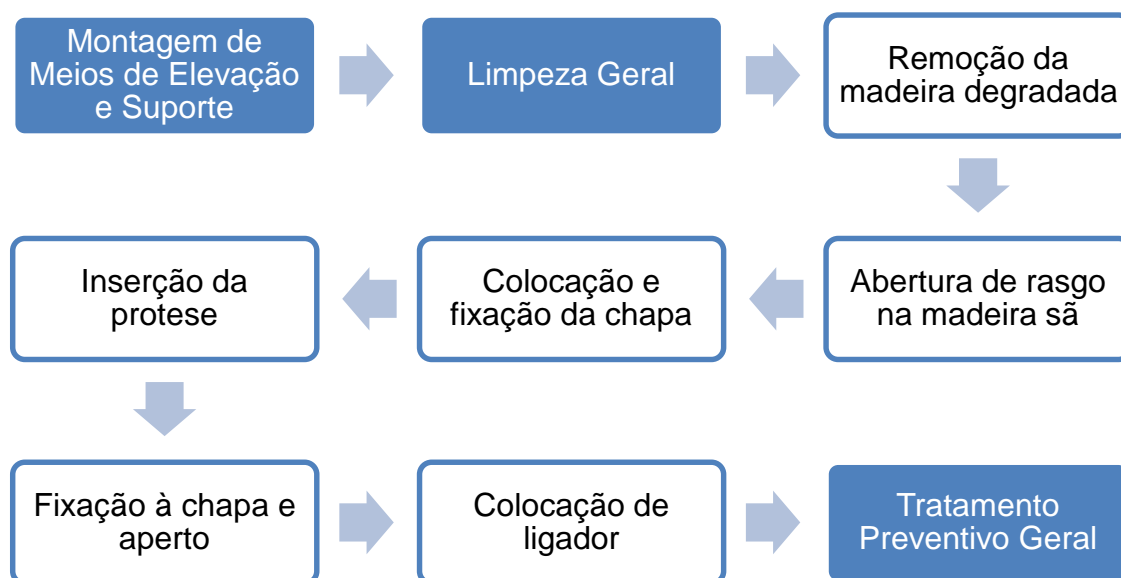 Montagem de
Meios de Elevação
e Suporte
Limpeza Geral
Remoção da
madeira degradada
Abertura de rasgo
na madeira sã
Colocação e
fixação da chapa
Inserção da
protese
Fixação à chapa e
aperto
Colocação de
ligador
Tratamento
Preventivo Geral